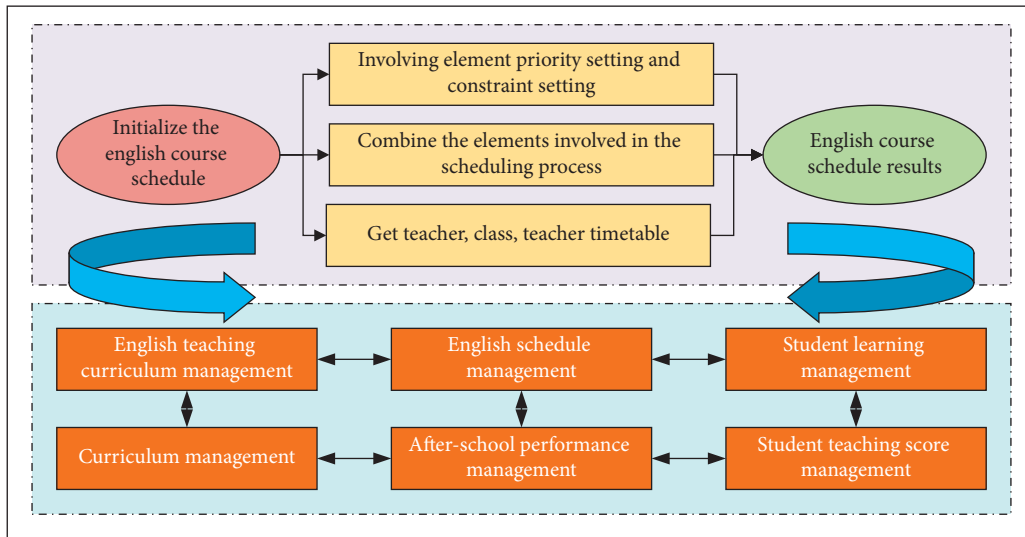 Involving element priority setting and
constraint setting
Initialize the
english course
schedule
Combine the elements involved in the
scheduling process
English course
schedule results
Get teacher, class, teacher timetable
English teaching
curriculum management
English schedule
management
Student learning
management
Curriculum management
After-school performance
management
Student teaching score
management